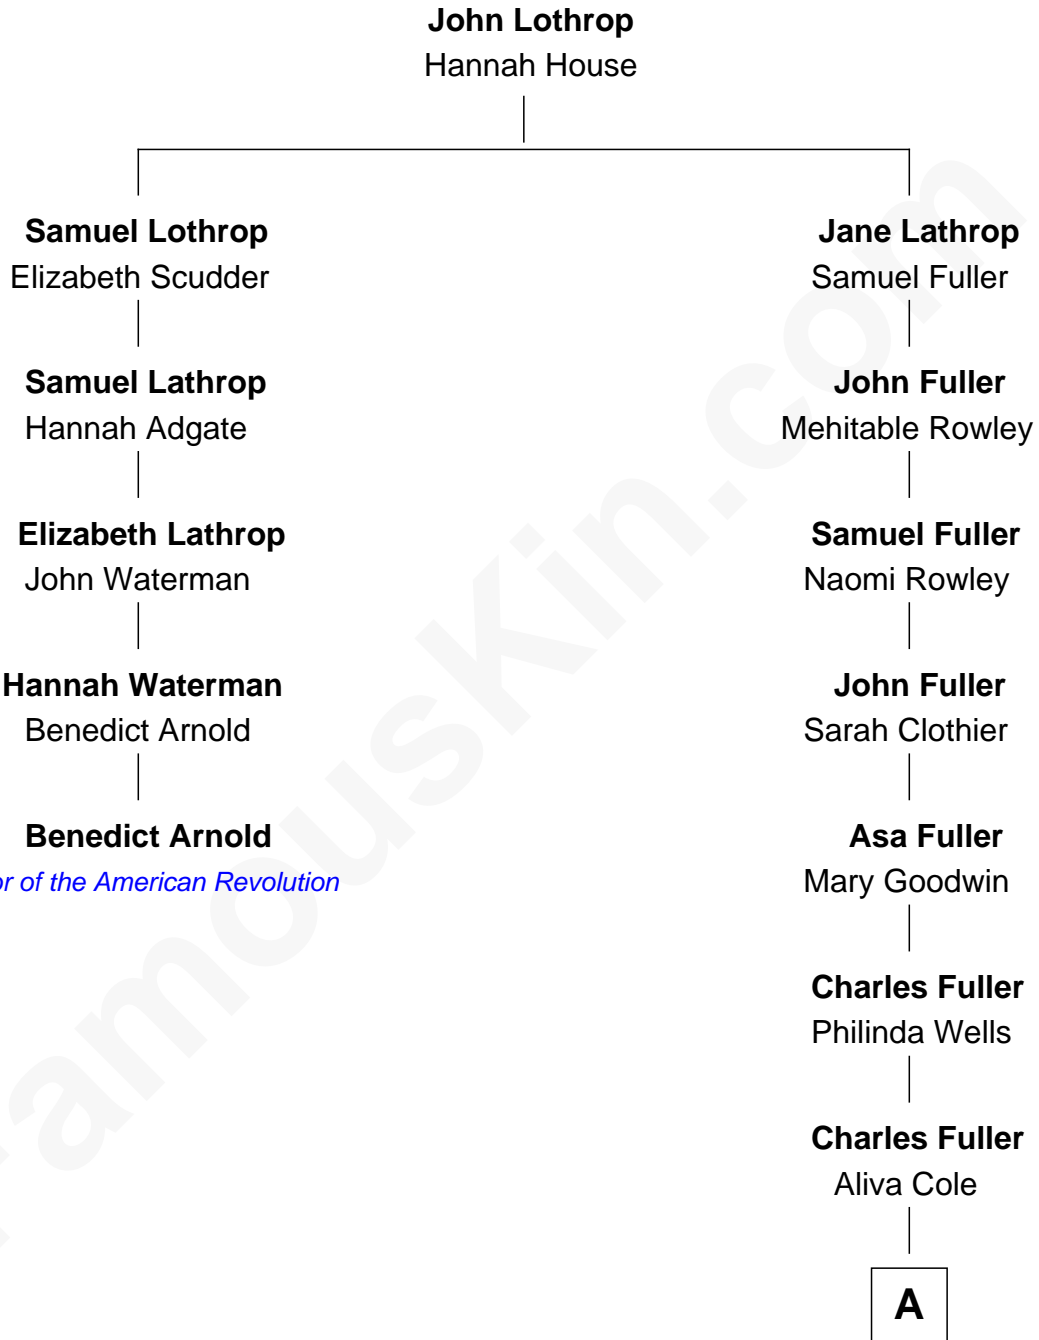 John Lothrop
Hannah House
Samuel Lothrop
Elizabeth Scudder
Jane Lathrop
Samuel Fuller
Samuel Lathrop
Hannah Adgate
John Fuller
Mehitable Rowley
Elizabeth Lathrop
John Waterman
Samuel Fuller
Naomi Rowley
Hannah Waterman
Benedict Arnold
John Fuller
Sarah Clothier
Benedict Arnold
of the American Revolution
Asa Fuller
Mary Goodwin
Charles Fuller
Philinda Wells
Charles Fuller
Aliva Cole
A
FamousKin.com